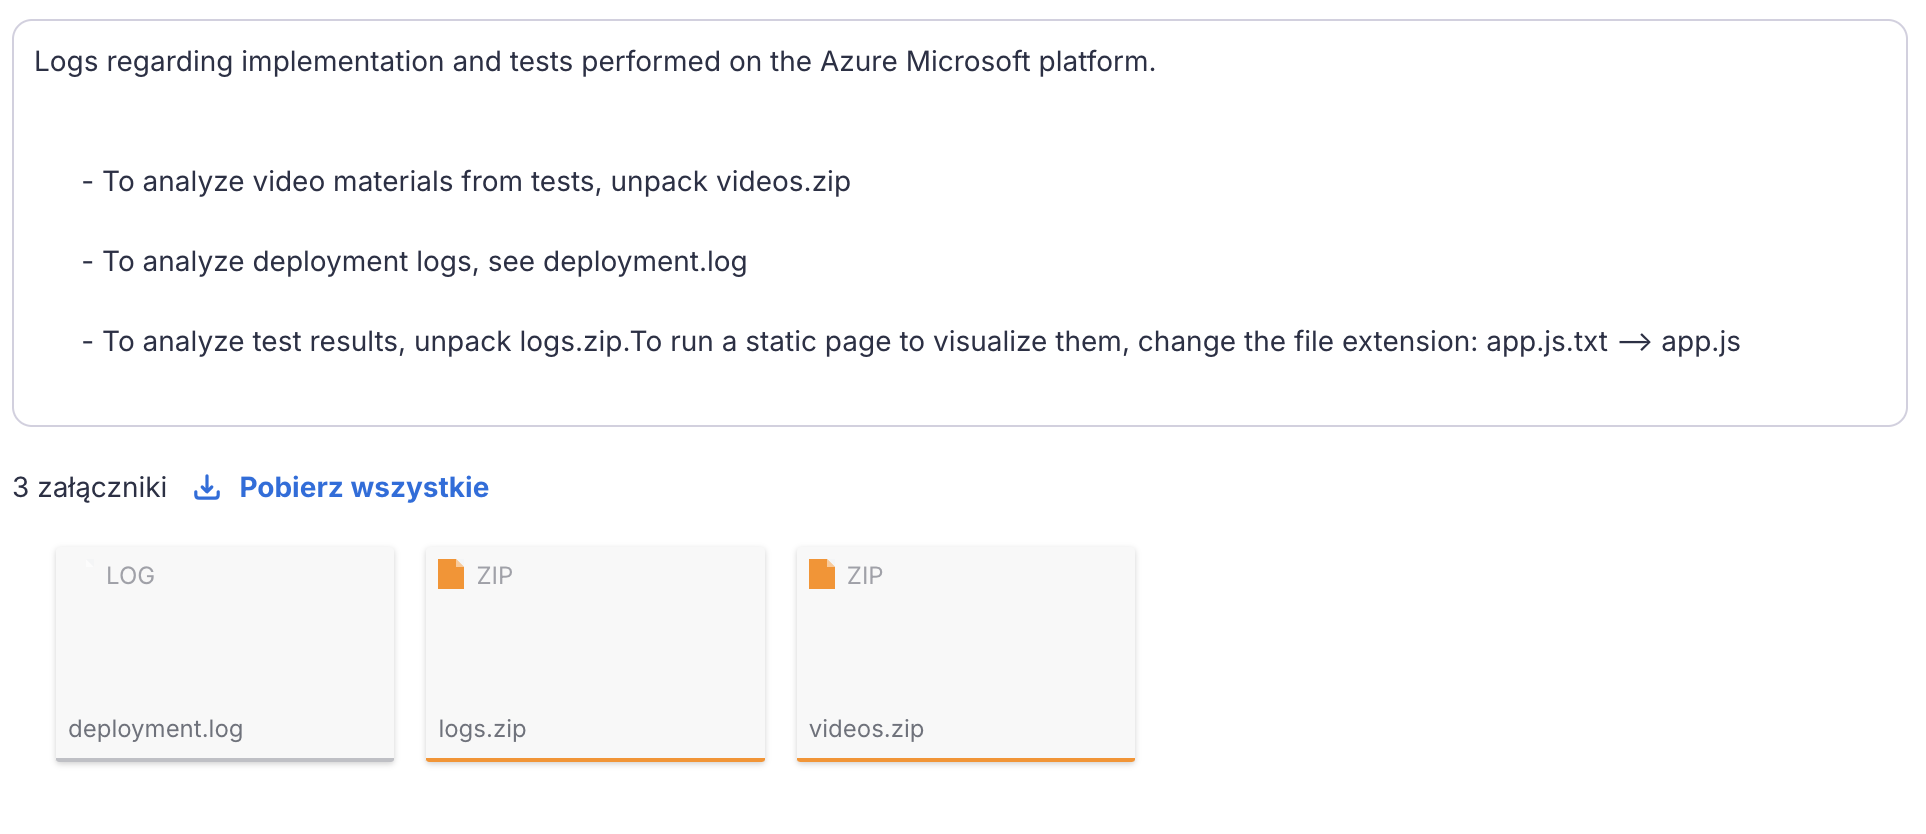 Logs regarding implementation and tests performed on the Azure Microsoft platform.
- To analyze video materials from tests, unpack videos.zip
- To analyze deployment logs, see deployment.log
- To analyze test results, unpack logs.zip.To run a static page to visualize them, change the file extension: app.js.txt → app.js
3 załączniki Pobierz wszystkie
LOG ZIP ZIP
deployment.log logs.zip videos.zip